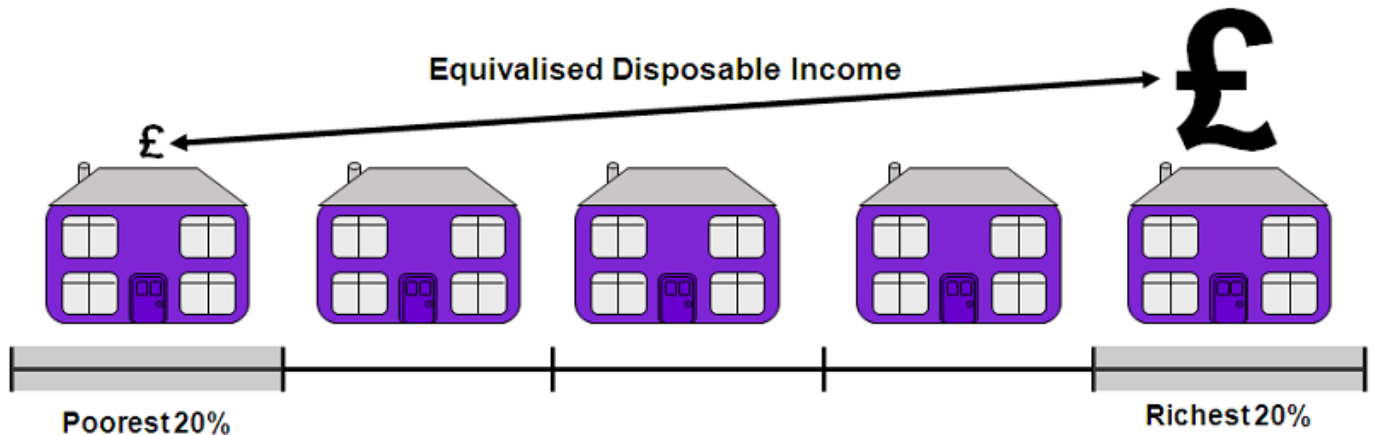 Equivalised Disposable Income
£
£
Poorest 20%
Richest 20%